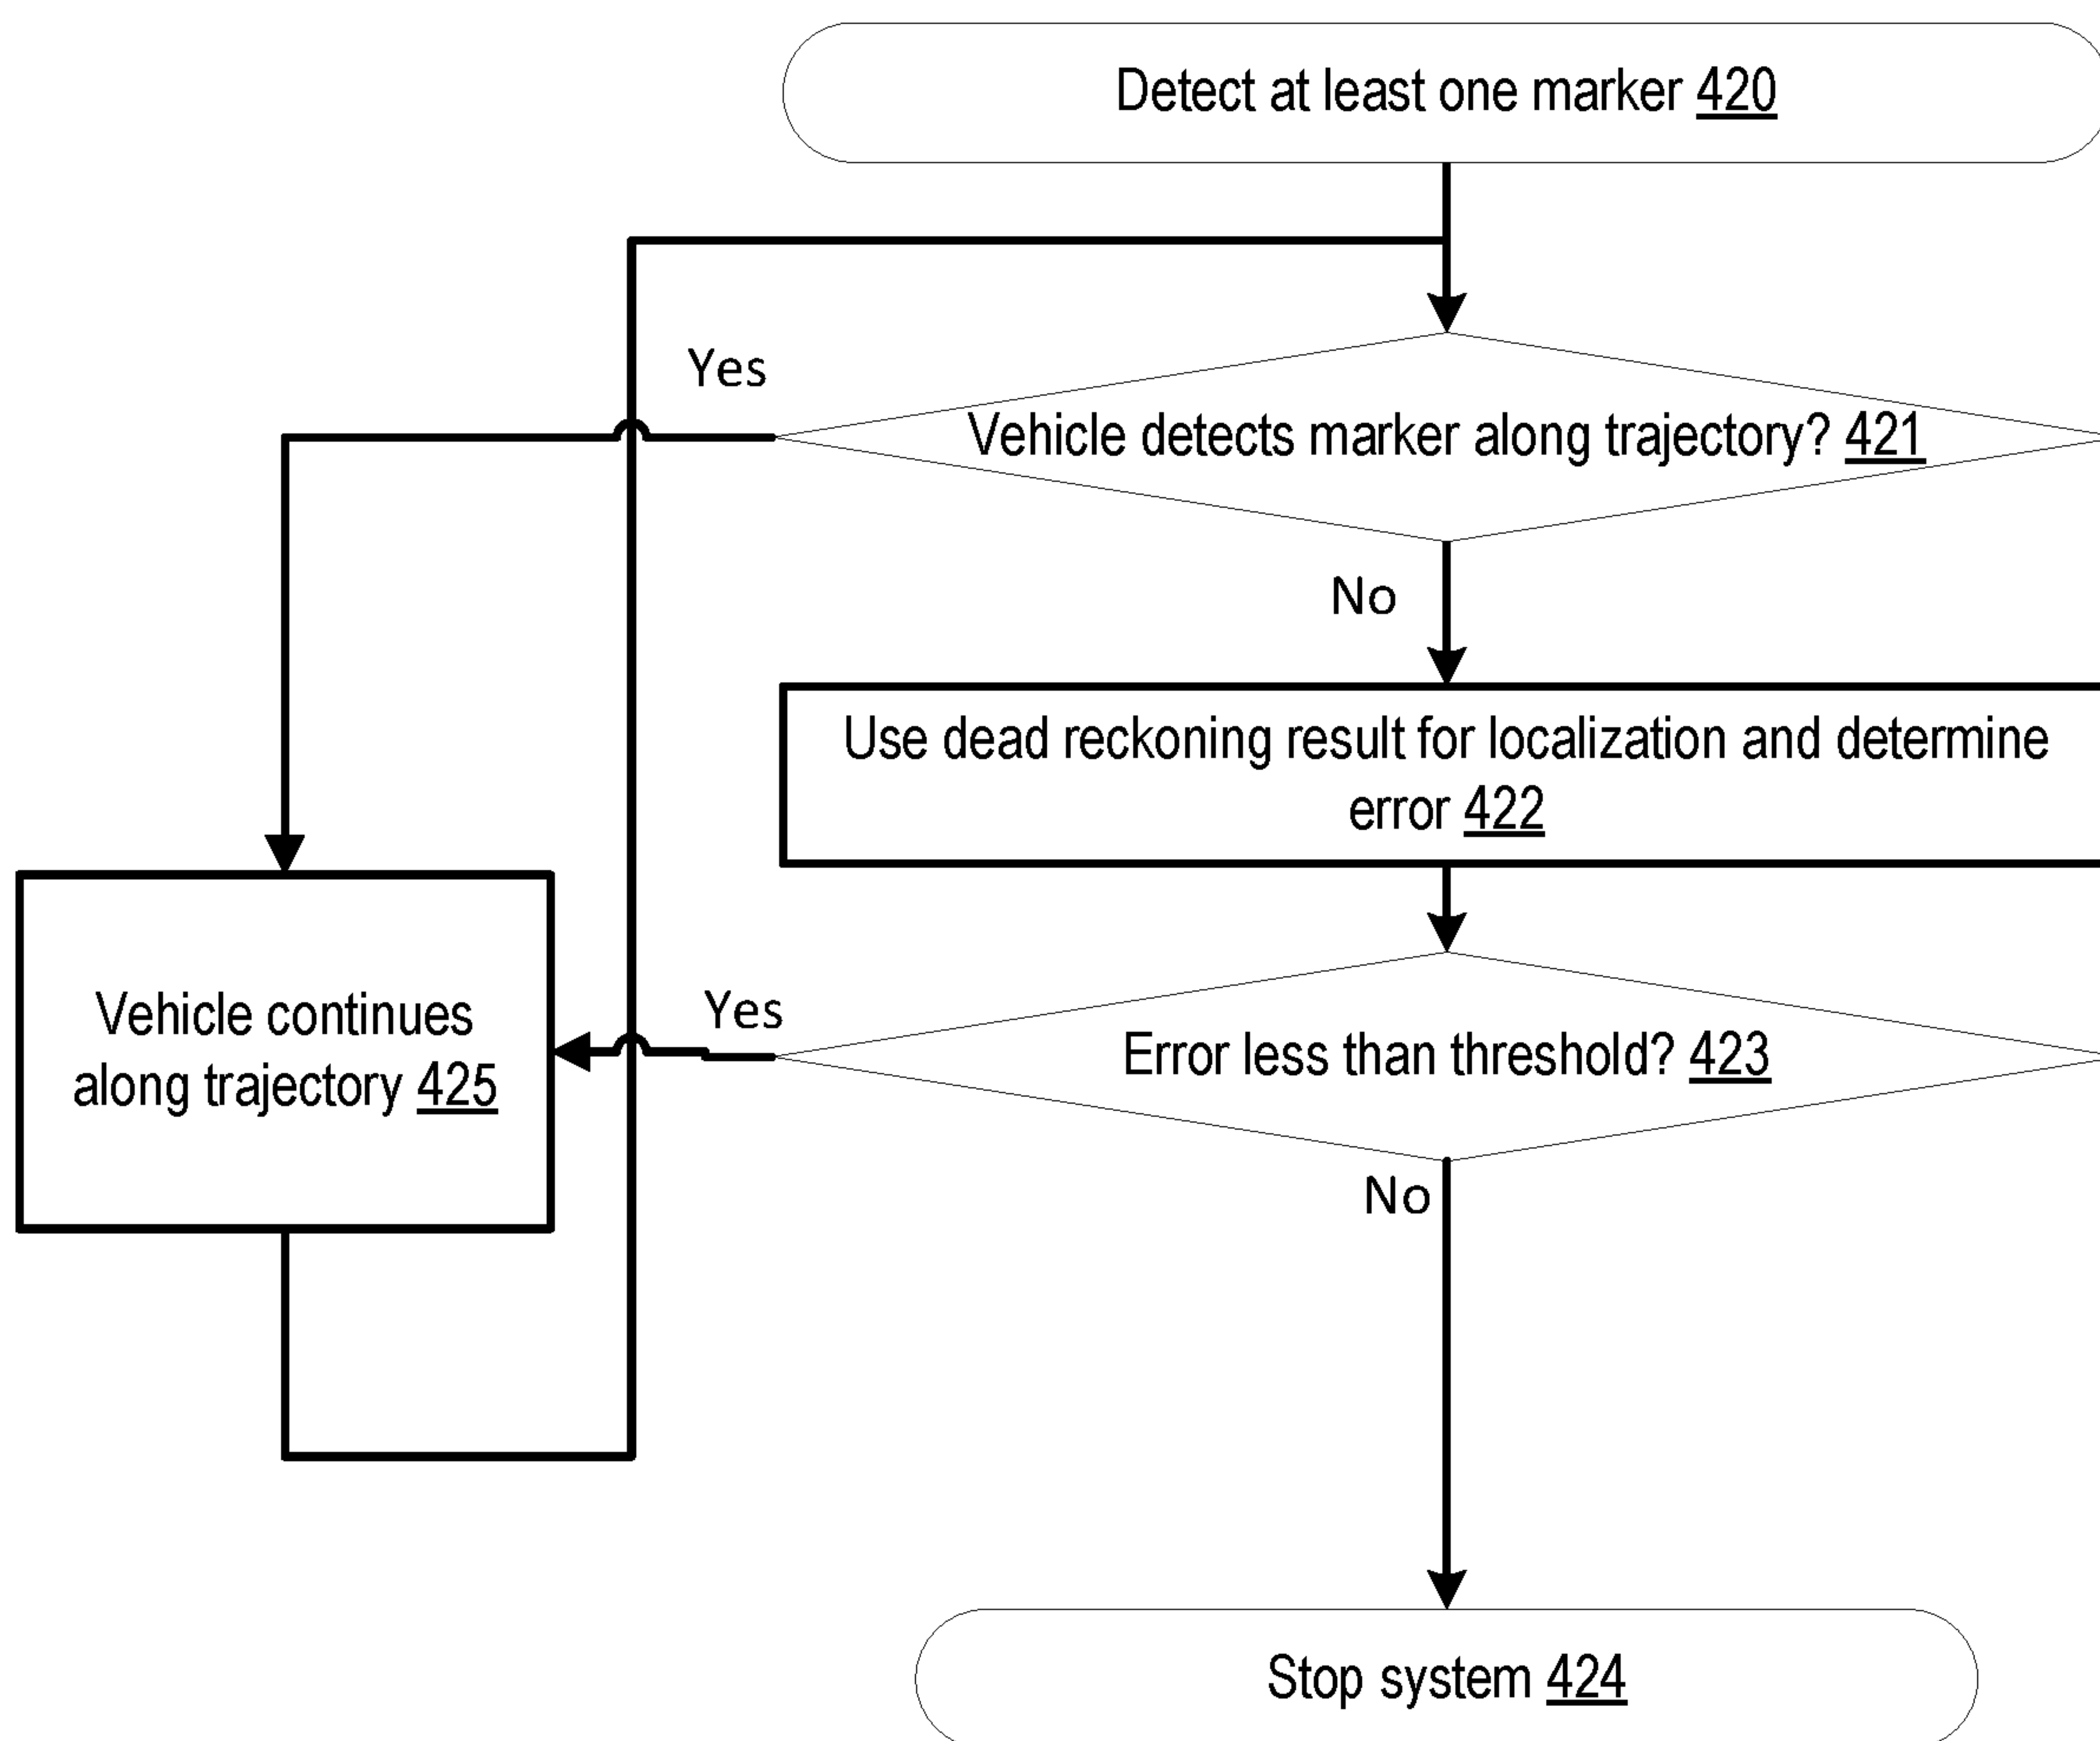 Detect at least one marker 420
Yes
Vehicle detects marker along trajectory? 421
No
Use dead reckoning result for localization and determine
error 422
Vehicle continues
along trajectory 425
Yes
Error less than threshold? 423
No
Stop system 424